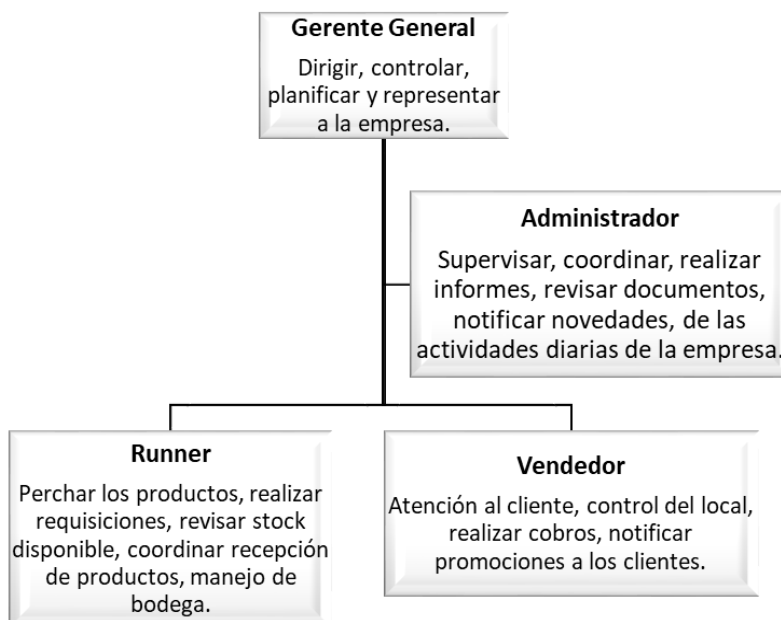 Gerente General
Dirigir, controlar,
planificar y representar
a la empresa.
Administrador
Supervisar, coordinar, realizar
informes, revisar documentos,
notificar novedades, de las
actividades diarias de la empresa.
Runner
Perchar los productos, realizar
requisiciones, revisar stock
disponible, coordinar recepción
de productos, manejo de
bodega.
Vendedor
Atención al cliente, control del local,
realizar cobros, notificar
promociones a los clientes.